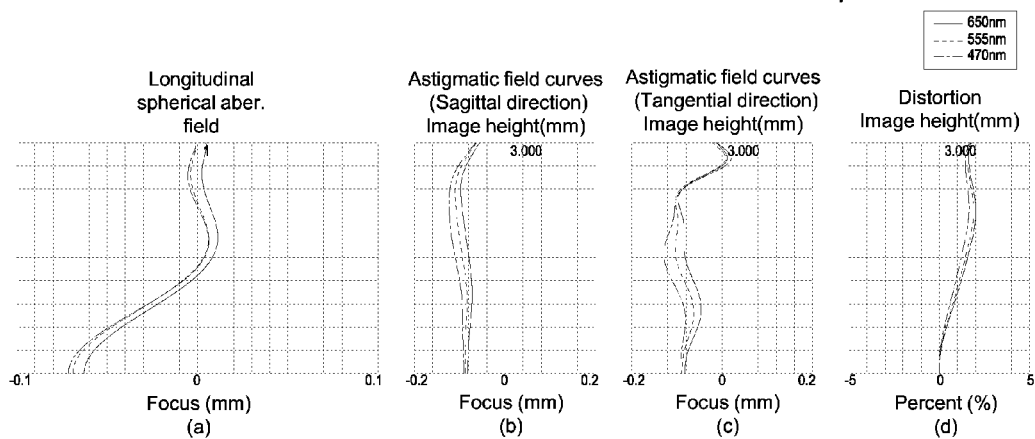 650nm
555nm
470nm
Longitudinal
spherical aber.
field
Astigmatic field curves
(Sagittal direction)
Image height(mm)
Astigmatic field curves
(Tangential direction)
Image height(mm)
Distortion
Image height(mm)
3.000
3.000
3.000
-0.1
0
0.1
-0.2
0
0.2
-0.2
0
0.2
-5
0
5
Focus (mm)
Focus (mm)
Focus (mm)
Percent (%)
(a)
(b)
(c)
(d)